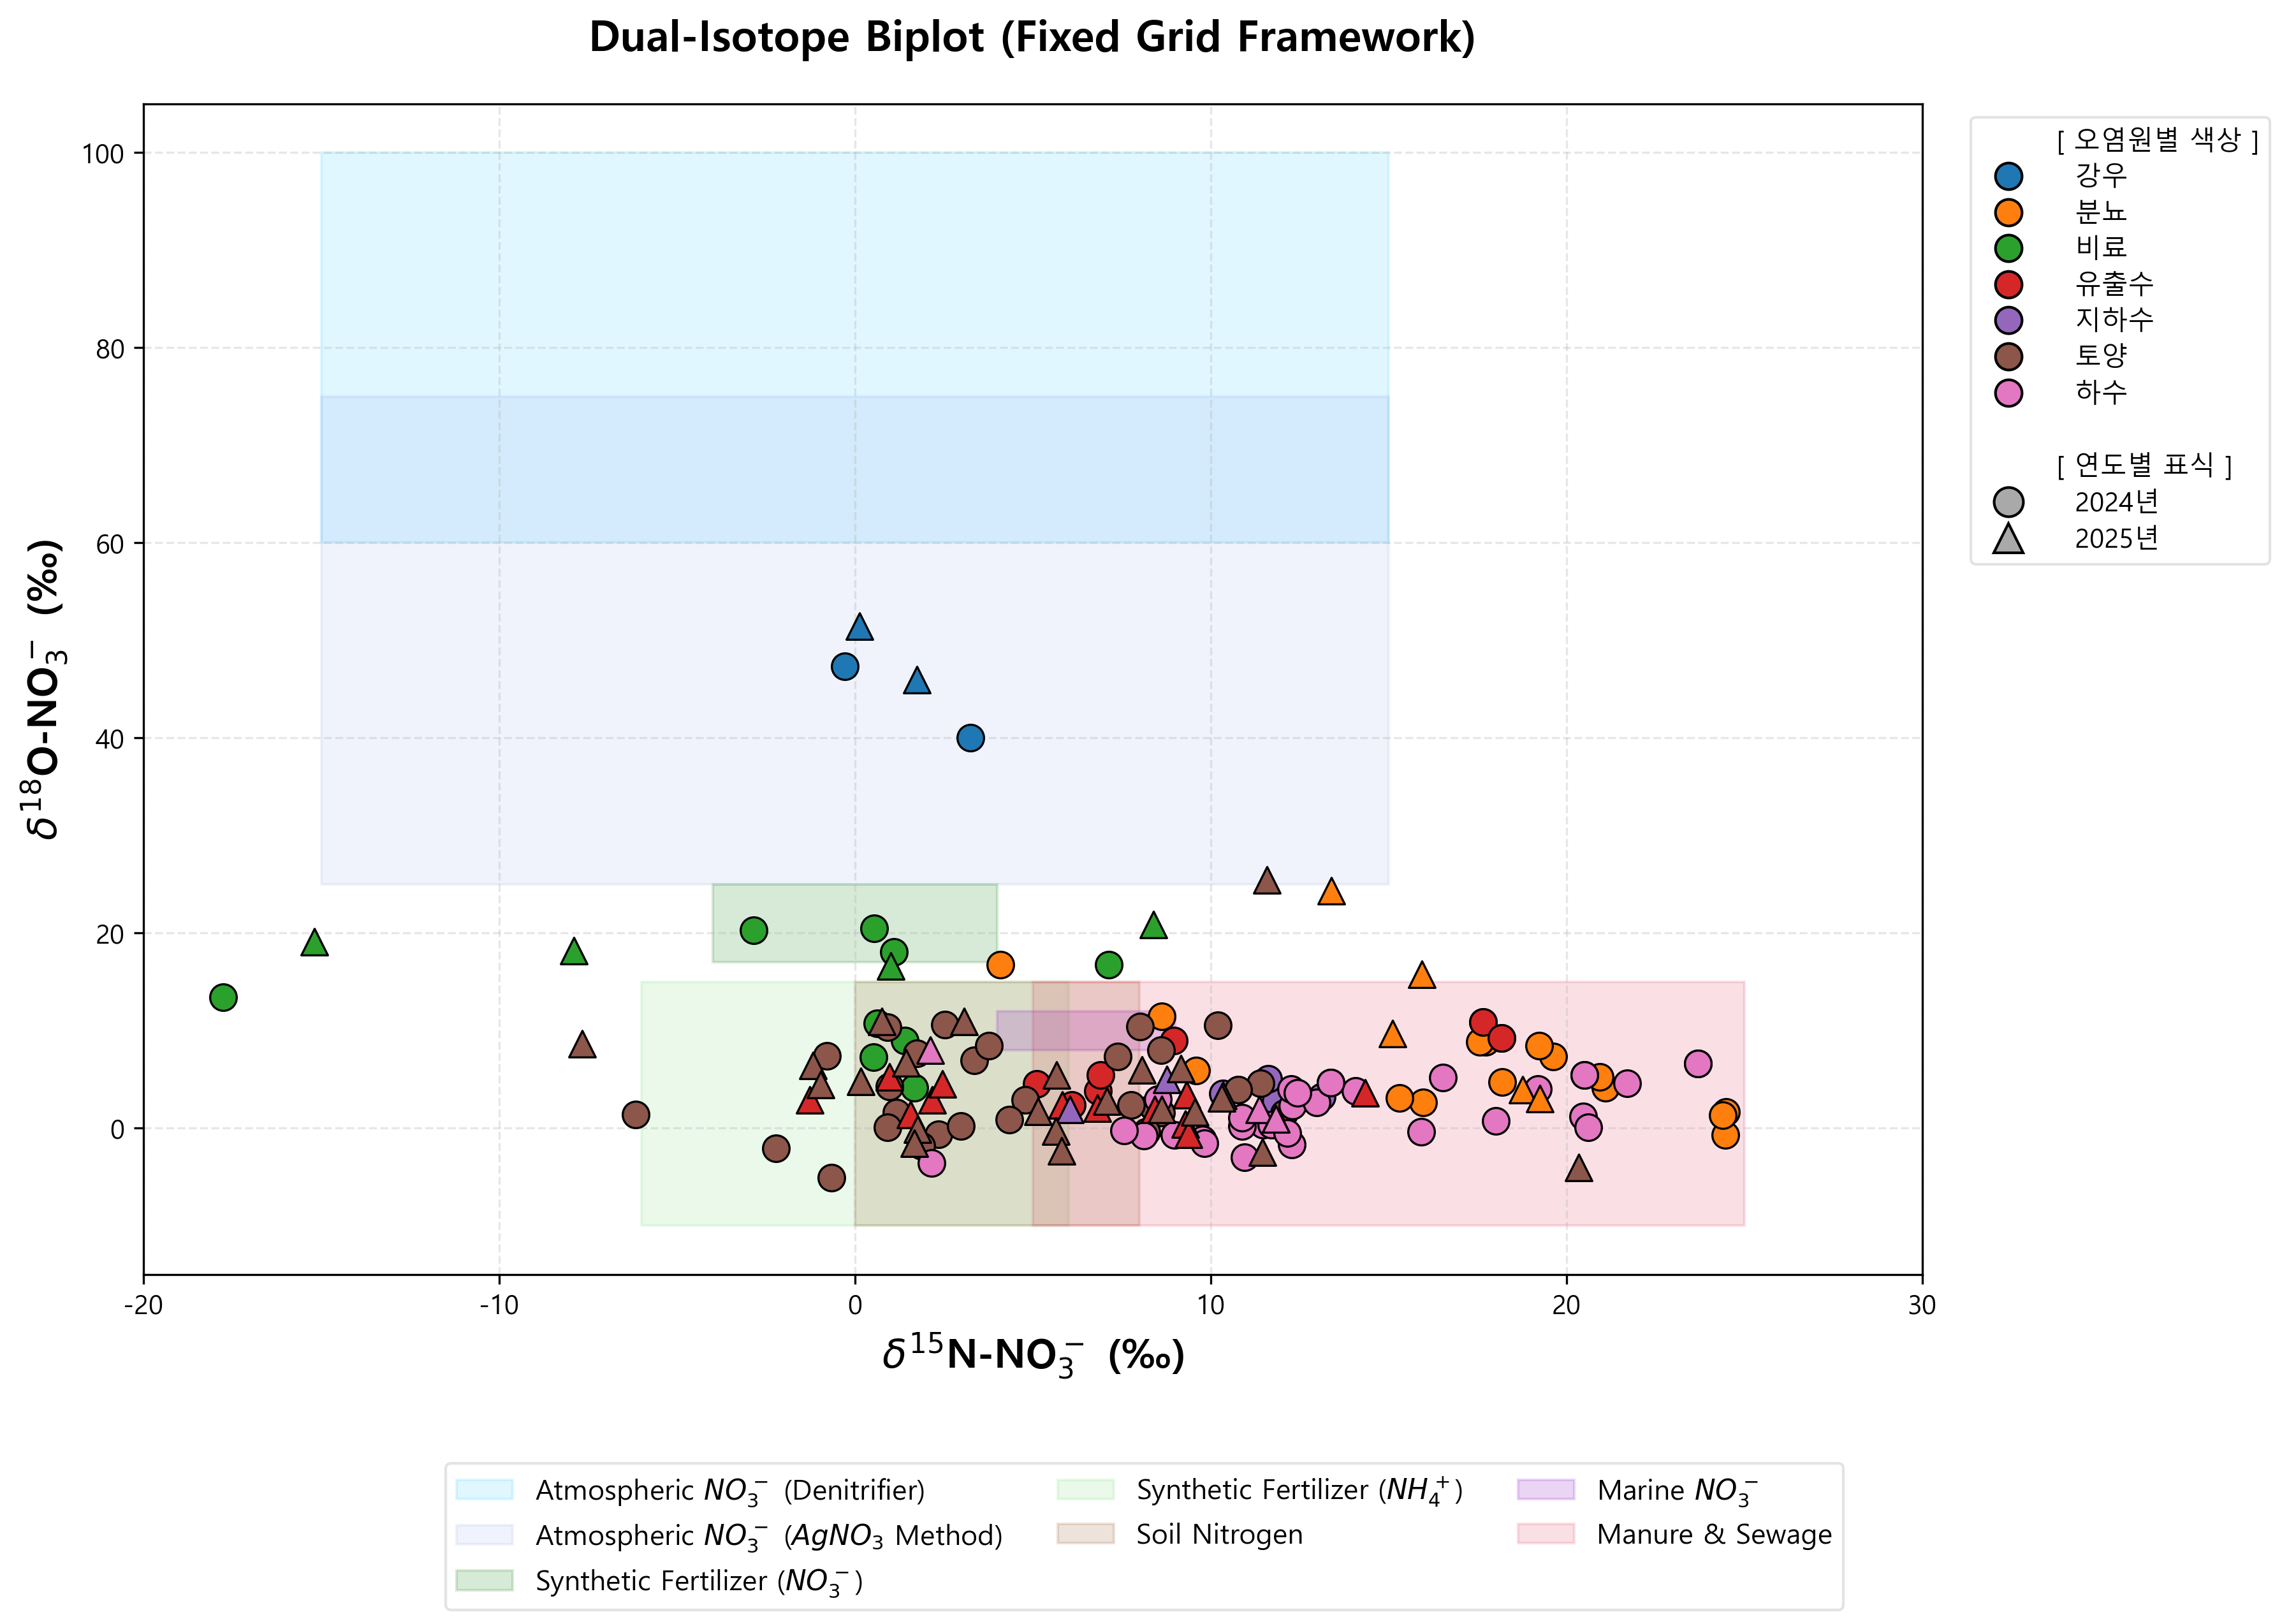 Dual-Isotope Biplot (Fixed Grid Framework)
δ¹⁸O-NO₃⁻ (‰)
100
80
60
40
20
0
-20
-10
0
10
20
30
δ¹⁵N-NO₃⁻ (‰)
[ 오염원별 색상 ]
강우
분뇨
비료
유출수
지하수
토양
하수
[ 연도별 표식 ]
2024년
2025년
Atmospheric NO₃⁻ (Denitrifier)
Atmospheric NO₃⁻ (AgNO₃ Method)
Synthetic Fertilizer (NO₃⁻)
Synthetic Fertilizer (NH₄⁺)
Soil Nitrogen
Marine NO₃⁻
Manure & Sewage